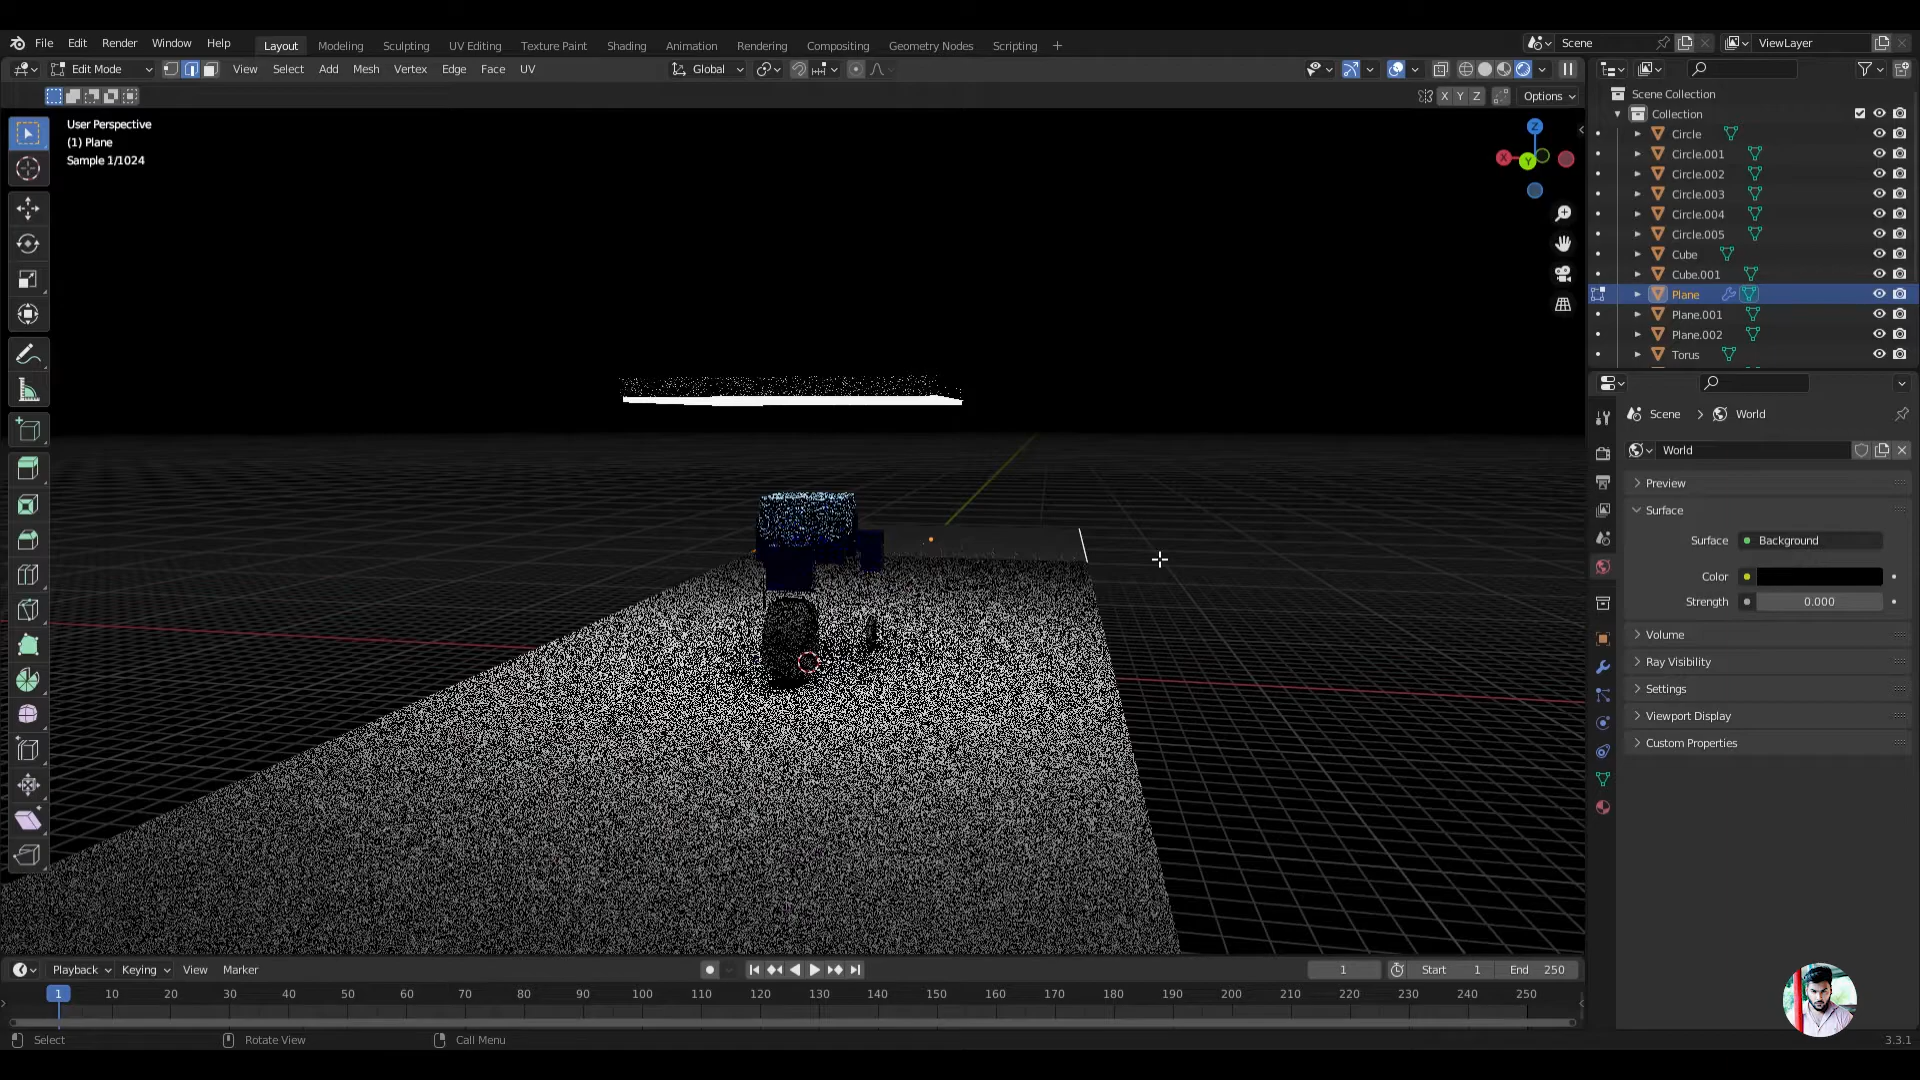 File Edit Render Window Help Layout Modeling Sculpting UV Editing Texture Paint Shading Animation Rendering Compositing Geometry Nodes Scripting + Scene ViewLayer
Edit Mode View Select Add Mesh Vertex Edge Face UV Global
X Y Z Options
User Perspective
(1) Plane
Sample 1/1024
Z
X
Y
Scene Collection
Collection
Circle
Circle.001
Circle.002
Circle.003
Circle.004
Circle.005
Cube
Cube.001
Plane
Plane.001
Plane.002
Torus
Scene > World
World
Preview
Surface
Surface Background
Color
Strength 0.000
Volume
Ray Visibility
Settings
Viewport Display
Custom Properties
Playback Keying View Marker 1 Start 1 End 250
1 10 20 30 40 50 60 70 80 90 100 110 120 130 140 150 160 170 180 190 200 210 220 230 240 250
Select Rotate View Call Menu 3.3.1